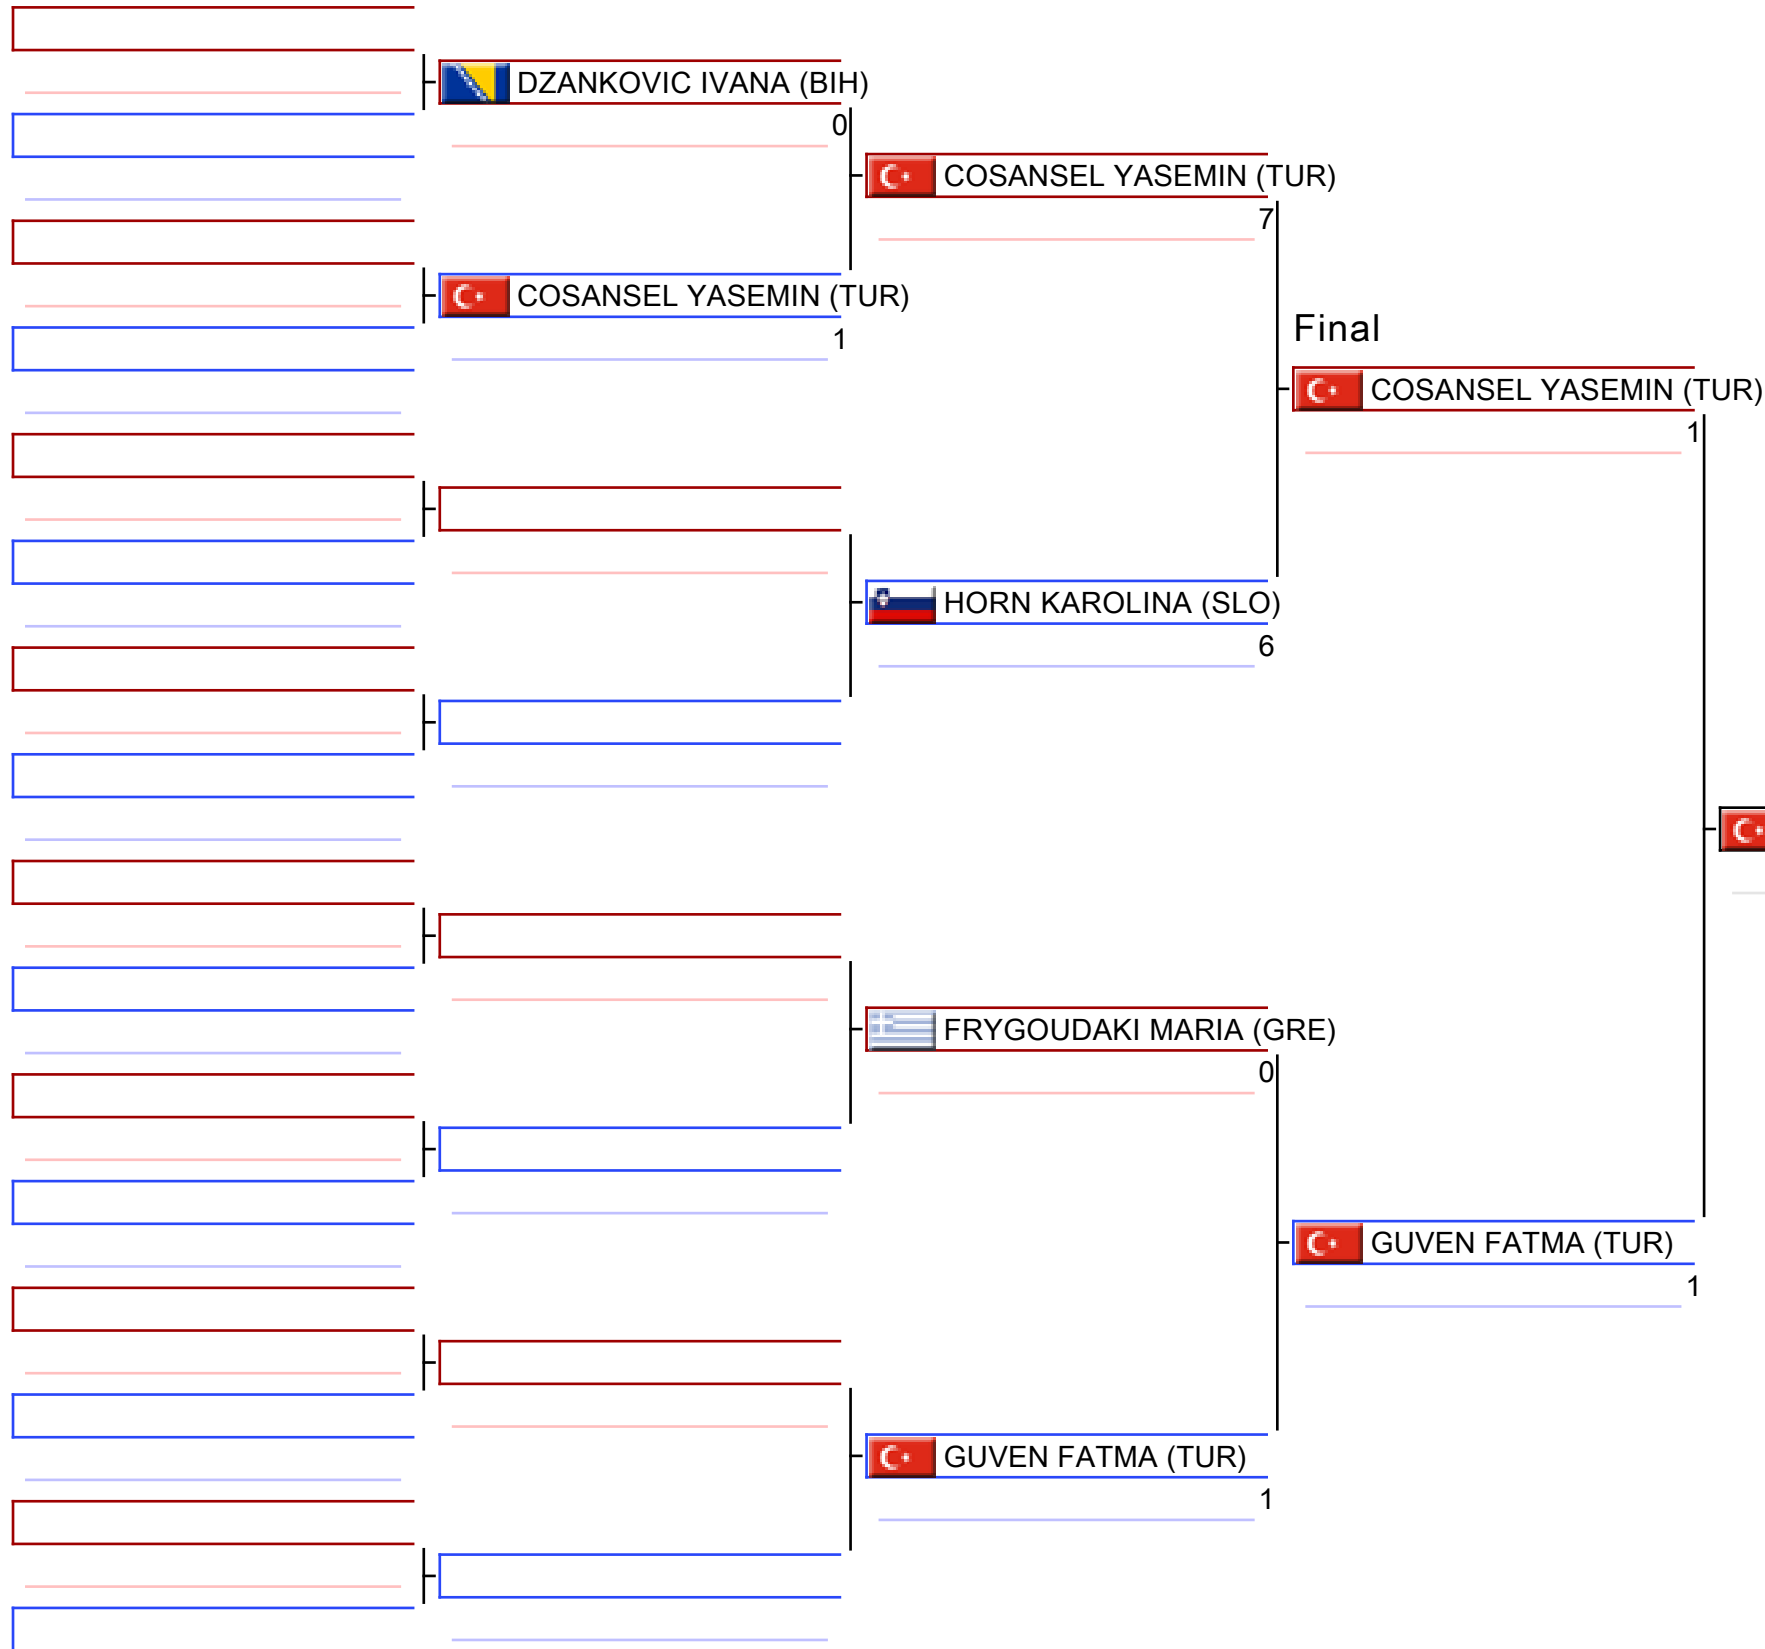 DZANKOVIC IVANA (BIH)
0
COSANSEL YASEMIN (TUR)
7
COSANSEL YASEMIN (TUR)
1
Final
COSANSEL YASEMIN (TUR)
1
HORN KAROLINA (SLO)
6
FRYGOUDAKI MARIA (GRE)
0
GUVEN FATMA (TUR)
1
GUVEN FATMA (TUR)
1